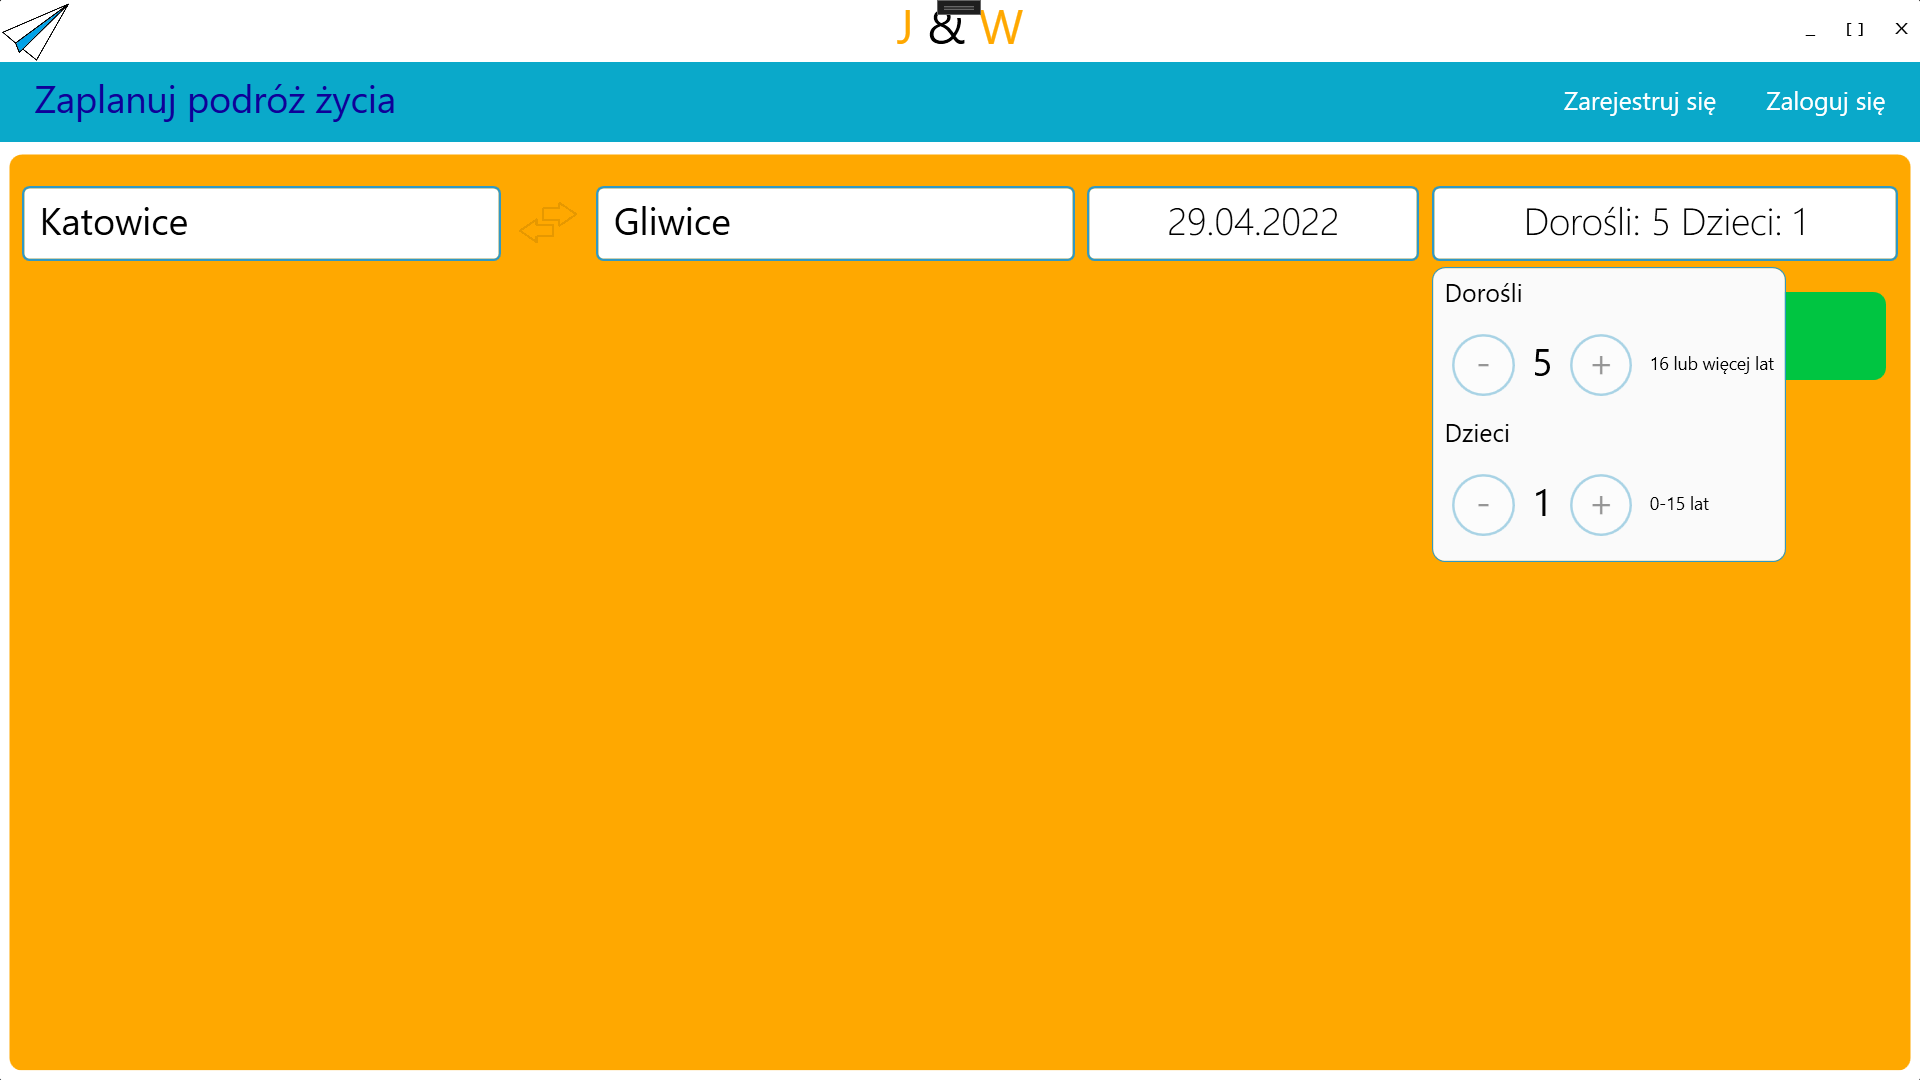 J & W
_ [ ] X
Zaplanuj podróż życia
Zarejestruj się
Zaloguj się
Katowice
Gliwice
29.04.2022
Dorośli: 5 Dzieci: 1
Dorośli
- 5 + 16 lub więcej lat
Dzieci
- 1 + 0-15 lat